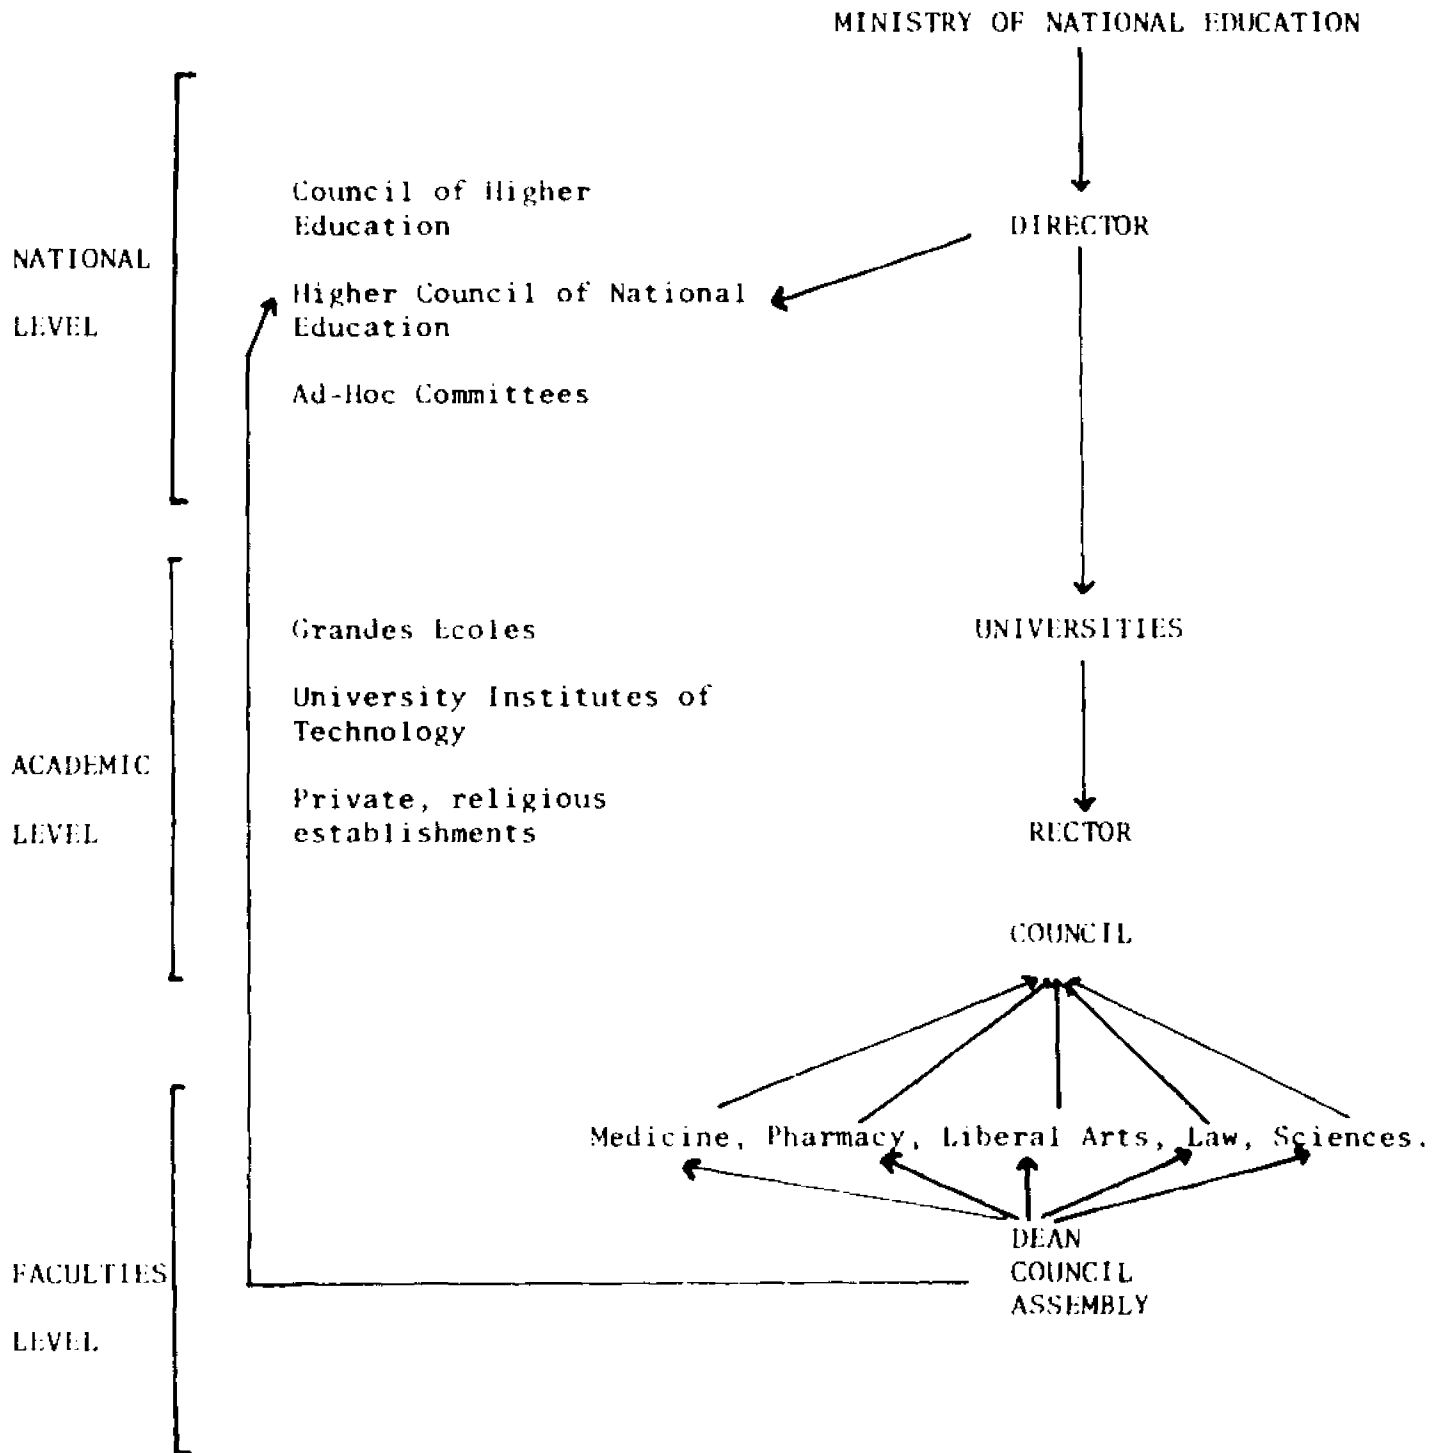 MINISTRY OF NATIONAL EDUCATION
Council of Higher
Education
DIRECTOR
NATIONAL
LEVEL
Higher Council of National
Education
Ad-Hoc Committees
Grandes Ecoles
UNIVERSITIES
University Institutes of
Technology
ACADEMIC
LEVEL
Private, religious
establishments
RECTOR
COUNCIL
Medicine, Pharmacy, Liberal Arts, Law, Sciences.
DEAN
COUNCIL
ASSEMBLY
FACULTIES
LEVEL